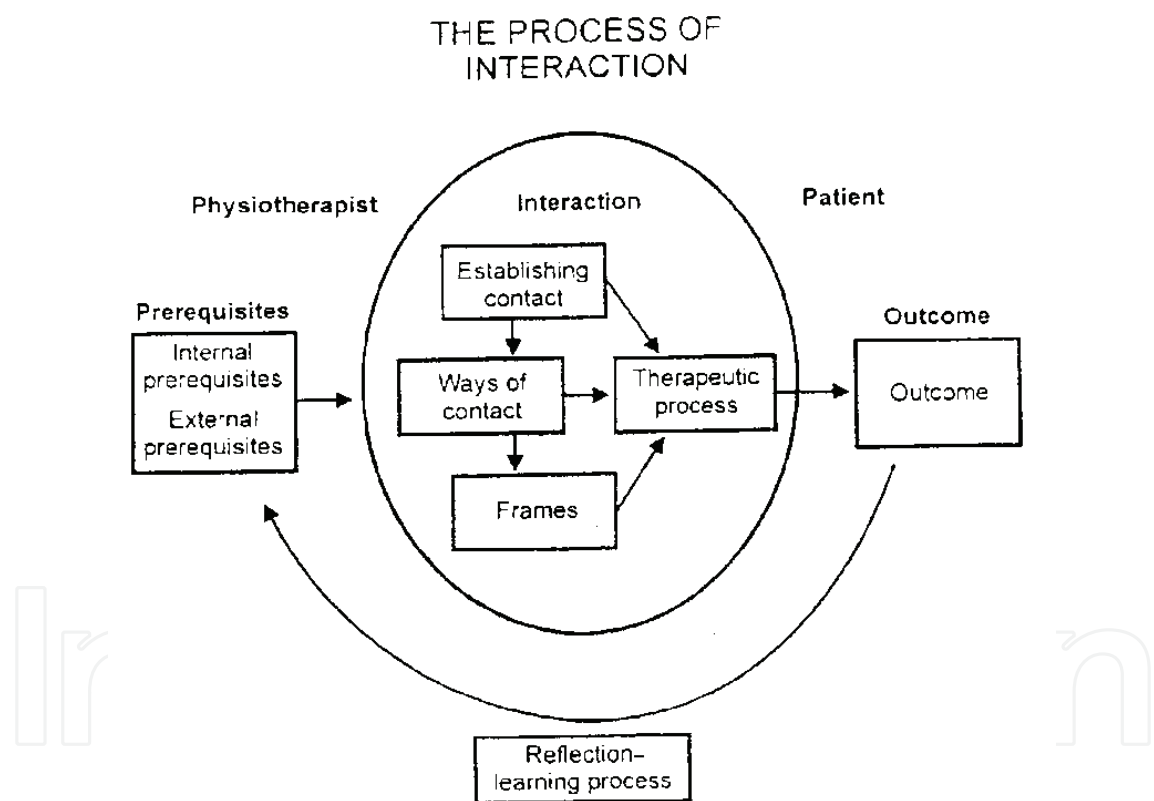 THE PROCESS OF
INTERACTION
Physiotherapist
Interaction
Patient
Establishing
contact
Prerequisites
Internal
prerequisites
External
prerequisites
Ways of
contact
Therapeutic
process
Outcome
Outcome
Frames
Reflection–
learning process